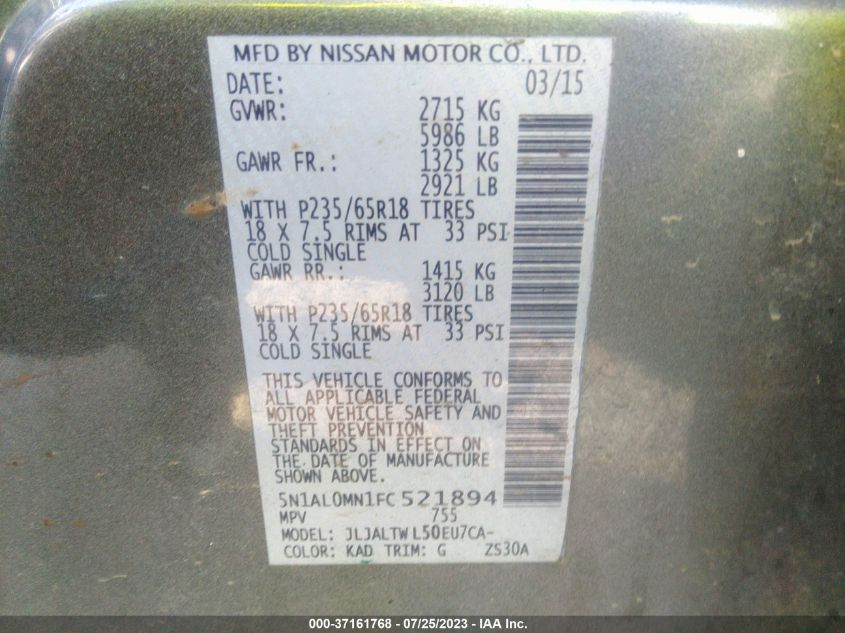 MFD BY NISSAN MOTOR CO., LTD.
DATE: 03/15
GVWR: 2715 KG
5986 LB
GAWR FR.: 1325 KG
2921 LB
WITH P235/65R18 TIRES
18 X 7.5 RIMS AT 33 PSI
COLD SINGLE
GAWR RR.: 1415 KG
3120 LB
WITH P235/65R18 TIRES
18 X 7.5 RIMS AT 33 PSI
COLD SINGLE
THIS VEHICLE CONFORMS TO
ALL APPLICABLE FEDERAL
MOTOR VEHICLE SAFETY AND
THEFT PREVENTION
STANDARDS IN EFFECT ON
THE DATE OF MANUFACTURE
SHOWN ABOVE.
5N1AL0MN1FC521894
MPV 755
MODEL: JLJALTWL50EU7CA-
COLOR: KAD TRIM: G ZS30A
000-37161768 - 07/25/2023 - IAA Inc.